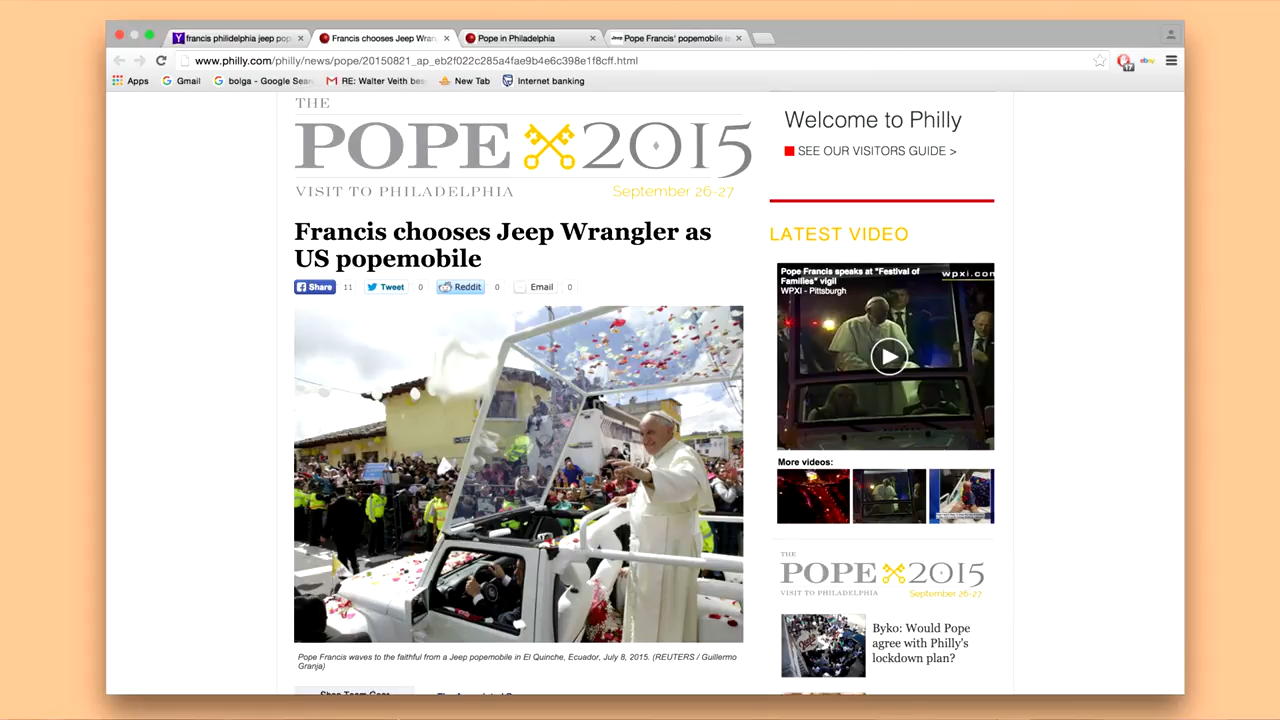 francis philidelphia jeep pop
Francis chooses Jeep Wran
Pope in Philadelphia
Jeep
Pope Francis' popemobile is
www.philly.com/philly/news/pope/20150821_ap_eb2f022c285a4fae9b4e6c398e1f8cff.html
17
ebay
Apps
Gmail
bolga - Google Sear
RE: Walter Veith bes
New Tab
Internet banking
THE
POPE 2015
VISIT TO PHILADELPHIA
September 26-27
Francis chooses Jeep Wrangler as
US popemobile
Share 11
Tweet 0
Reddit 0
Email 0
Pope Francis waves to the faithful from a Jeep popemobile in El Quinche, Ecuador, July 8, 2015. (REUTERS / Guillermo
Granja)
Welcome to Philly
SEE OUR VISITORS GUIDE >
LATEST VIDEO
Pope Francis speaks at "Festival of
Families" vigil
WPXI - Pittsburgh
wpxi.com
More videos:
THE
POPE 2015
VISIT TO PHILADELPHIA
September 26-27
Byko: Would Pope
agree with Philly's
lockdown plan?